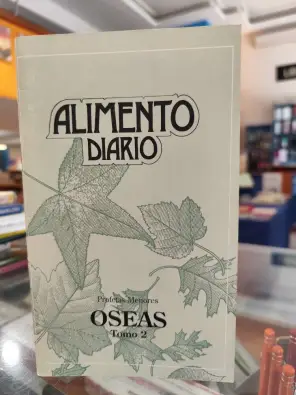 ALIMENTO
DIARIO
Profetas Menores
OSEAS
Tomo 2